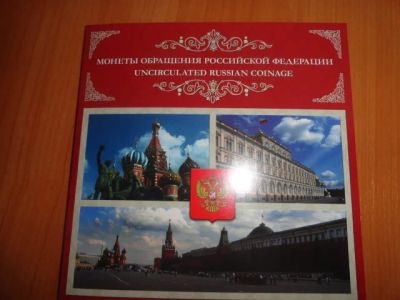 МОНЕТЫ ОБРАЩЕНИЯ РОССИЙСКОЙ ФЕДЕРАЦИИ
UNCIRCULATED RUSSIAN COINAGE